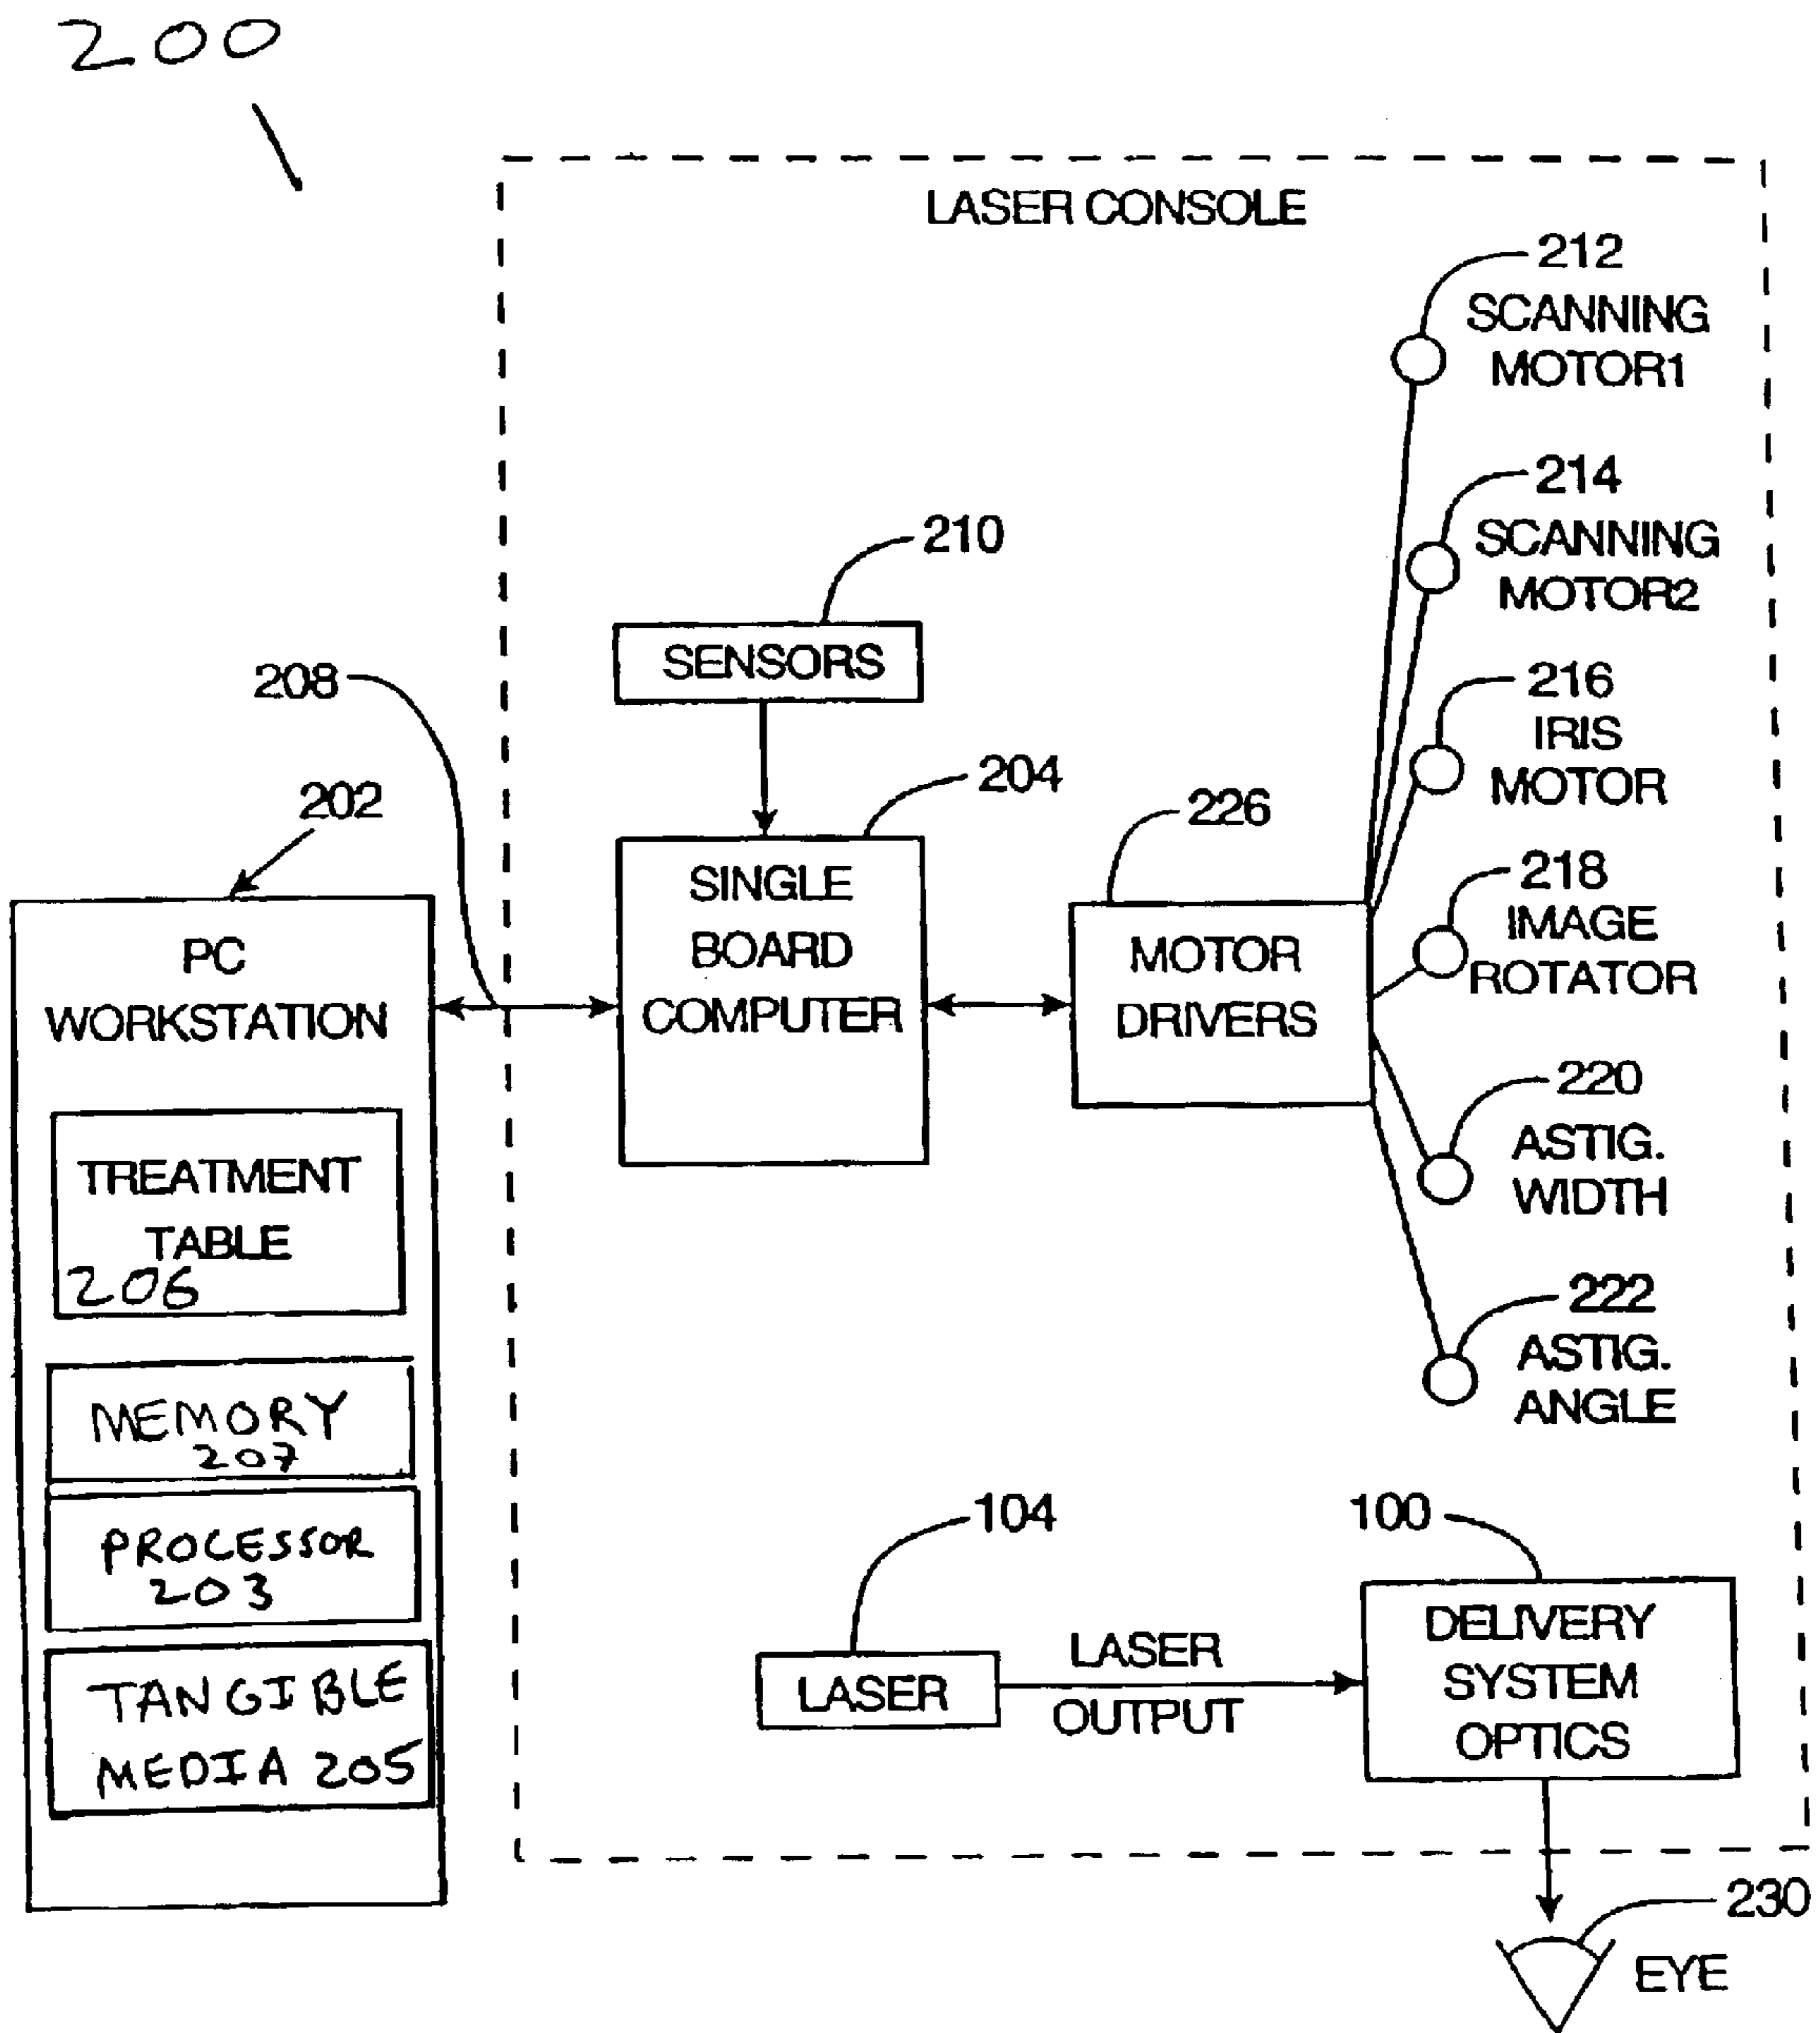 200
LASER CONSOLE
212
SCANNING
MOTOR1
214
SCANNING
MOTOR2
210
SENSORS
216
IRIS
MOTOR
208
204
202
226
218
IMAGE
ROTATOR
SINGLE
BOARD
COMPUTER
MOTOR
DRIVERS
PC
WORKSTATION
220
ASTIG.
WIDTH
TREATMENT
TABLE
206
222
ASTIG.
ANGLE
MEMORY
207
PROCESSOR
203
TANGIBLE
MEDIA 205
104
LASER
LASER
OUTPUT
100
DELIVERY
SYSTEM
OPTICS
230
EYE